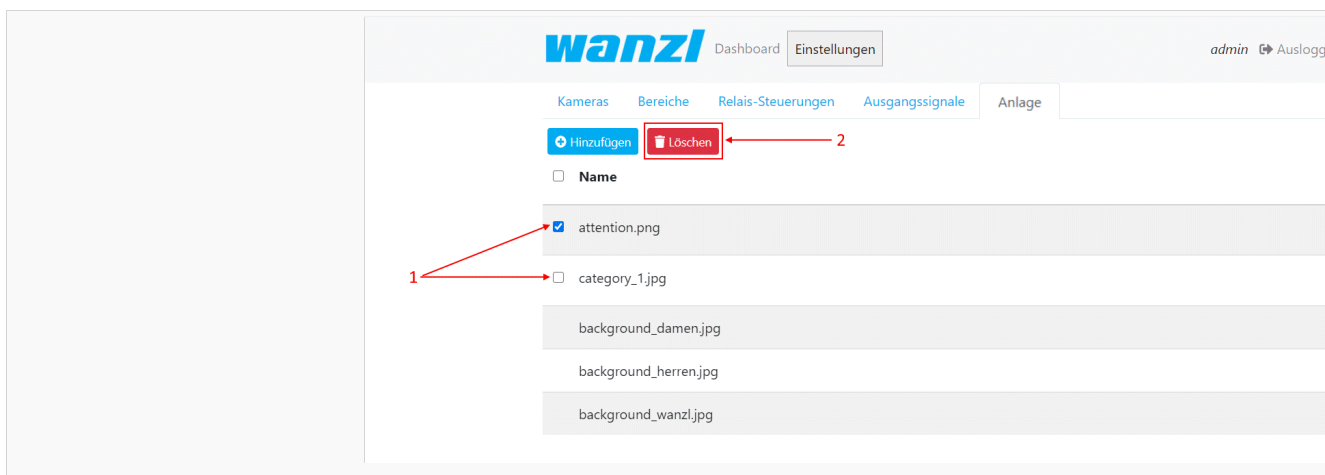 wanzl Dashboard Einstellungen admin Auslogg
Kameras Bereiche Relais-Steuerungen Ausgangssignale Anlage
Hinzufügen Löschen 2
Name
attention.png
1 category_1.jpg
background_damen.jpg
background_herren.jpg
background_wanzl.jpg